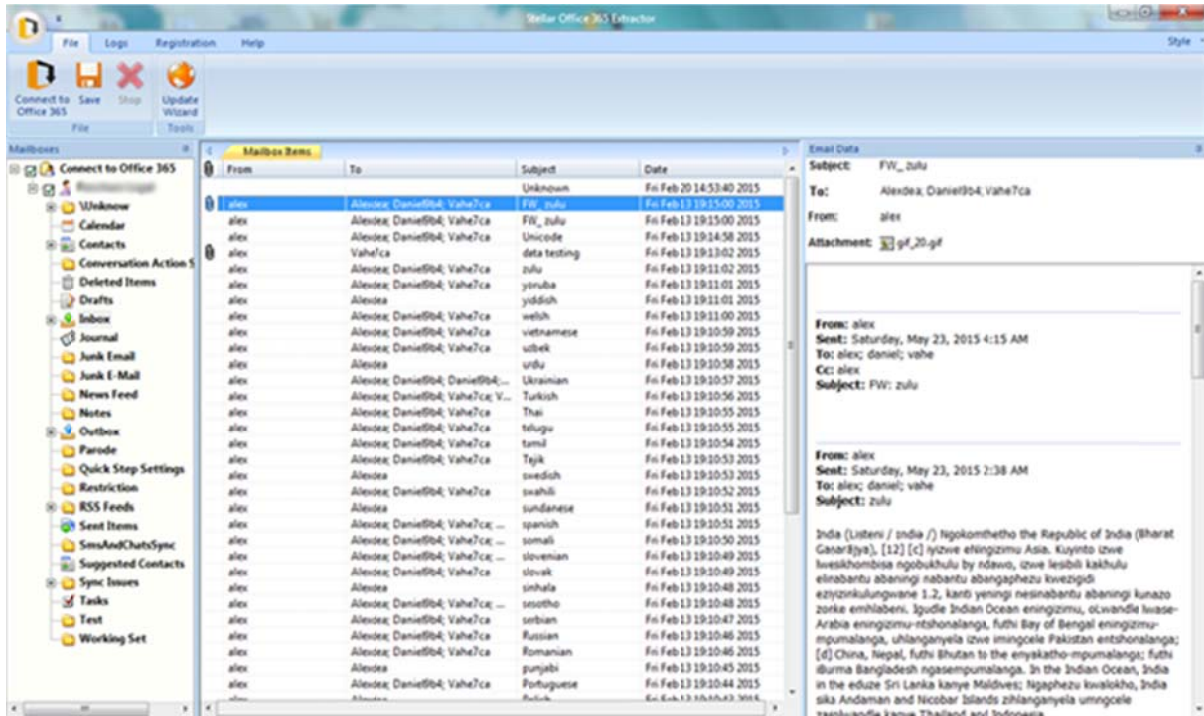 Stellar Office 365 Extractor
File Logs Registration Help Style
Connect to Office 365 Save Stop Update Wizard
File Tools
Mailboxes
Connect to Office 365
\Unknow
Calendar
Contacts
Conversation Action S
Deleted Items
Drafts
Inbox
Journal
Junk Email
Junk E-Mail
News Feed
Notes
Outbox
Parode
Quick Step Settings
Restriction
RSS Feeds
Sent Items
SmsAndChatsSync
Suggested Contacts
Sync Issues
Tasks
Test
Working Set
Mailbox Items
From To Subject Date
Unknown Fri Feb 20 14:53:40 2015
alex Alexdea; Daniel9b4; Vahe7ca FW_ zulu Fri Feb 13 19:15:00 2015
alex Alexdea; Daniel9b4; Vahe7ca FW_ zulu Fri Feb 13 19:15:00 2015
alex Alexdea; Daniel9b4; Vahe7ca Unicode Fri Feb 13 19:14:58 2015
alex Vahe7ca data testing Fri Feb 13 19:13:02 2015
alex Alexdea; Daniel9b4; Vahe7ca zulu Fri Feb 13 19:11:02 2015
alex Alexdea; Daniel9b4; Vahe7ca yoruba Fri Feb 13 19:11:01 2015
alex Alexdea yiddish Fri Feb 13 19:11:01 2015
alex Alexdea; Daniel9b4; Vahe7ca welsh Fri Feb 13 19:11:00 2015
alex Alexdea; Daniel9b4; Vahe7ca vietnamese Fri Feb 13 19:10:59 2015
alex Alexdea; Daniel9b4; Vahe7ca uzbek Fri Feb 13 19:10:59 2015
alex Alexdea urdu Fri Feb 13 19:10:58 2015
alex Alexdea; Daniel9b4; Daniel9b4;... Ukrainian Fri Feb 13 19:10:57 2015
alex Alexdea; Daniel9b4; Vahe7ca; V... Turkish Fri Feb 13 19:10:56 2015
alex Alexdea; Daniel9b4; Vahe7ca Thai Fri Feb 13 19:10:55 2015
alex Alexdea; Daniel9b4; Vahe7ca telugu Fri Feb 13 19:10:55 2015
alex Alexdea; Daniel9b4; Vahe7ca tamil Fri Feb 13 19:10:54 2015
alex Alexdea; Daniel9b4; Vahe7ca Tejik Fri Feb 13 19:10:53 2015
alex Alexdea swedish Fri Feb 13 19:10:53 2015
alex Alexdea; Daniel9b4; Vahe7ca swahili Fri Feb 13 19:10:52 2015
alex Alexdea sundanese Fri Feb 13 19:10:51 2015
alex Alexdea; Daniel9b4; Vahe7ca; ... spanish Fri Feb 13 19:10:51 2015
alex Alexdea; Daniel9b4; Vahe7ca; ... somali Fri Feb 13 19:10:50 2015
alex Alexdea; Daniel9b4; Vahe7ca; ... slovenian Fri Feb 13 19:10:49 2015
alex Alexdea; Daniel9b4; Vahe7ca slovak Fri Feb 13 19:10:49 2015
alex Alexdea sinhala Fri Feb 13 19:10:48 2015
alex Alexdea; Daniel9b4; Vahe7ca; ... sesotho Fri Feb 13 19:10:48 2015
alex Alexdea; Daniel9b4; Vahe7ca serbian Fri Feb 13 19:10:47 2015
alex Alexdea; Daniel9b4; Vahe7ca Russian Fri Feb 13 19:10:46 2015
alex Alexdea; Daniel9b4; Vahe7ca Romanian Fri Feb 13 19:10:46 2015
alex Alexdea punjabi Fri Feb 13 19:10:45 2015
alex Alexdea; Daniel9b4; Vahe7ca Portuguese Fri Feb 13 19:10:44 2015
Email Data
Subject: FW_ zulu
To: Alexdea; Daniel9b4; Vahe7ca
From: alex
Attachment: gif_20.gif
From: alex
Sent: Saturday, May 23, 2015 4:15 AM
To: alex; daniel; vahe
Cc: alex
Subject: FW: zulu
From: alex
Sent: Saturday, May 23, 2015 2:38 AM
To: alex; daniel; vahe
Subject: zulu
India (Listeni / ɪndiə /) Ngokomthetho the Republic of India (Bharat
Gaṇarājya), [12] [c] iyizwe eNingizimu Asia. Kuyinto izwe
lwesikhombisa ngobukhulu by ndawo, izwe lesibili kakhulu
elinabantu abaningi nabantu abangaphezu kwezigidi
eziyizinkulungwane 1.2, kanti yeningi nesinabantu abaningi kunazo
zonke emhlabeni. Igudle Indian Ocean eningizimu, oLwandle lwase-
Arabia eningizimu-ntshonalanga, futhi Bay of Bengal eningizimu-
mpumalanga, uhlanganyela izwe imingcele Pakistan entshonalanga;
[d] China, Nepal, futhi Bhutan to the enyakatho-mpumalanga; futhi
iBurma Bangladesh ngasempumalanga. In the Indian Ocean, India
in the eduze Sri Lanka kanye Maldives; Ngaphezu kwalokho, India
sika Andaman and Nicobar Islands zihlanganyela umngcele
zasolwandle kanye Thailand and Indonesia.